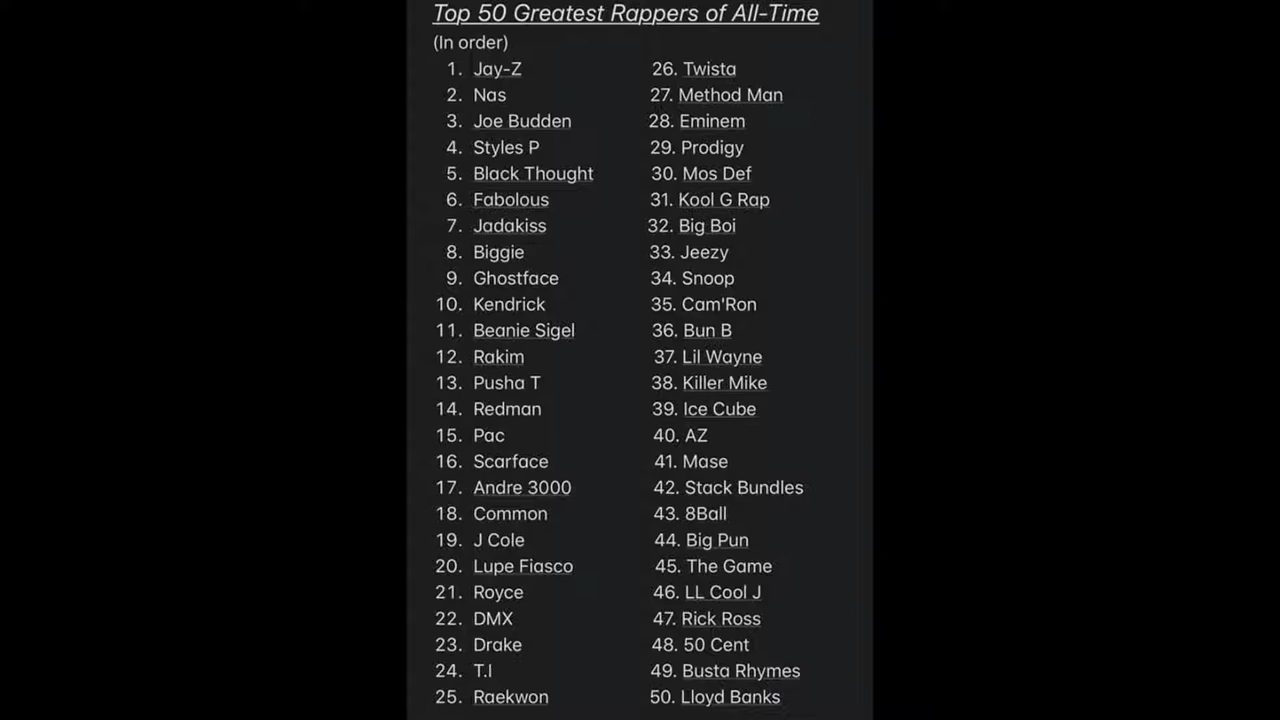 Top 50 Greatest Rappers of All-Time
(In order)
1. Jay-Z
2. Nas
3. Joe Budden
4. Styles P
5. Black Thought
6. Fabolous
7. Jadakiss
8. Biggie
9. Ghostface
10. Kendrick
11. Beanie Sigel
12. Rakim
13. Pusha T
14. Redman
15. Pac
16. Scarface
17. Andre 3000
18. Common
19. J Cole
20. Lupe Fiasco
21. Royce
22. DMX
23. Drake
24. T.I
25. Raekwon
26. Twista
27. Method Man
28. Eminem
29. Prodigy
30. Mos Def
31. Kool G Rap
32. Big Boi
33. Jeezy
34. Snoop
35. Cam'Ron
36. Bun B
37. Lil Wayne
38. Killer Mike
39. Ice Cube
40. AZ
41. Mase
42. Stack Bundles
43. 8Ball
44. Big Pun
45. The Game
46. LL Cool J
47. Rick Ross
48. 50 Cent
49. Busta Rhymes
50. Lloyd Banks